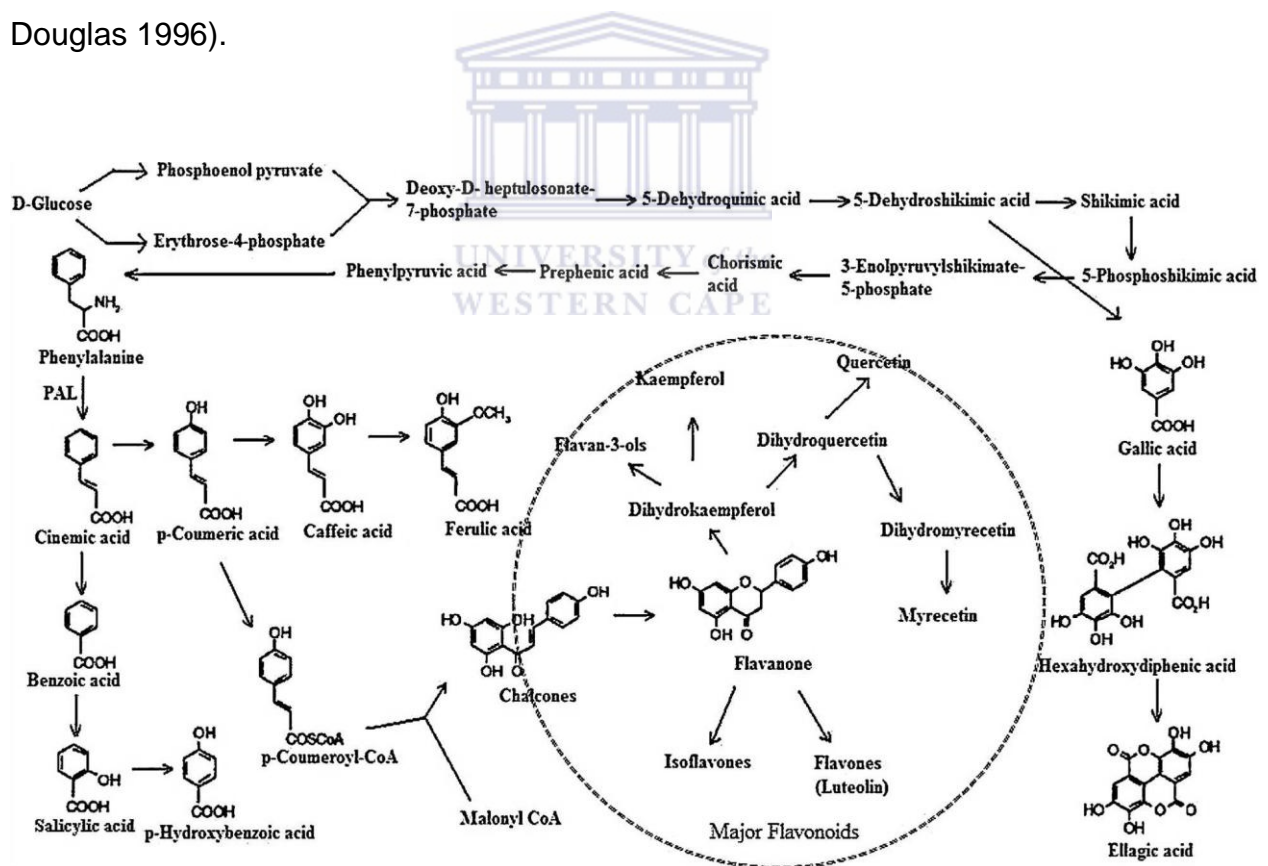 Douglas 1996).
UNIVERSITY of the
WESTERN CAPE
D-Glucose
Phosphoenol pyruvate
Erythrose-4-phosphate
Deoxy-D- heptulosonate-
7-phosphate
5-Dehydroquinic acid
5-Dehydroshikimic acid
Shikimic acid
5-Phosphoshikimic acid
3-Enolpyruvylshikimate-
5-phosphate
Chorismic
acid
Prephenic acid
Phenylpyruvic acid
NH2
COOH
Phenylalanine
PAL
COOH
Cinemic acid
OH
COOH
p-Coumeric acid
OH
OH
COOH
Caffeic acid
OH
OCH3
COOH
Ferulic acid
COOH
Benzoic acid
OH
COOH
Salicylic acid
OH
COOH
p-Hydroxybenzoic acid
OH
COSCoA
p-Coumeroyl-CoA
Malonyl CoA
OH
HO
OH
OH
O
Chalcones
Kaempferol
Quercetin
Flavan-3-ols
Dihydroquercetin
Dihydrokaempferol
Dihydromyrecetin
Myrecetin
OH
HO
O
OH
O
Flavanone
Isoflavones
Flavones
(Luteolin)
Major Flavonoids
OH
HO
OH
COOH
Gallic acid
OH
HO
OH
CO2H
HO
CO2H
HO
OH
OH
Hexahydroxydiphenic acid
OH
O
O
OH
HO
O
O
HO
OH
Ellagic acid